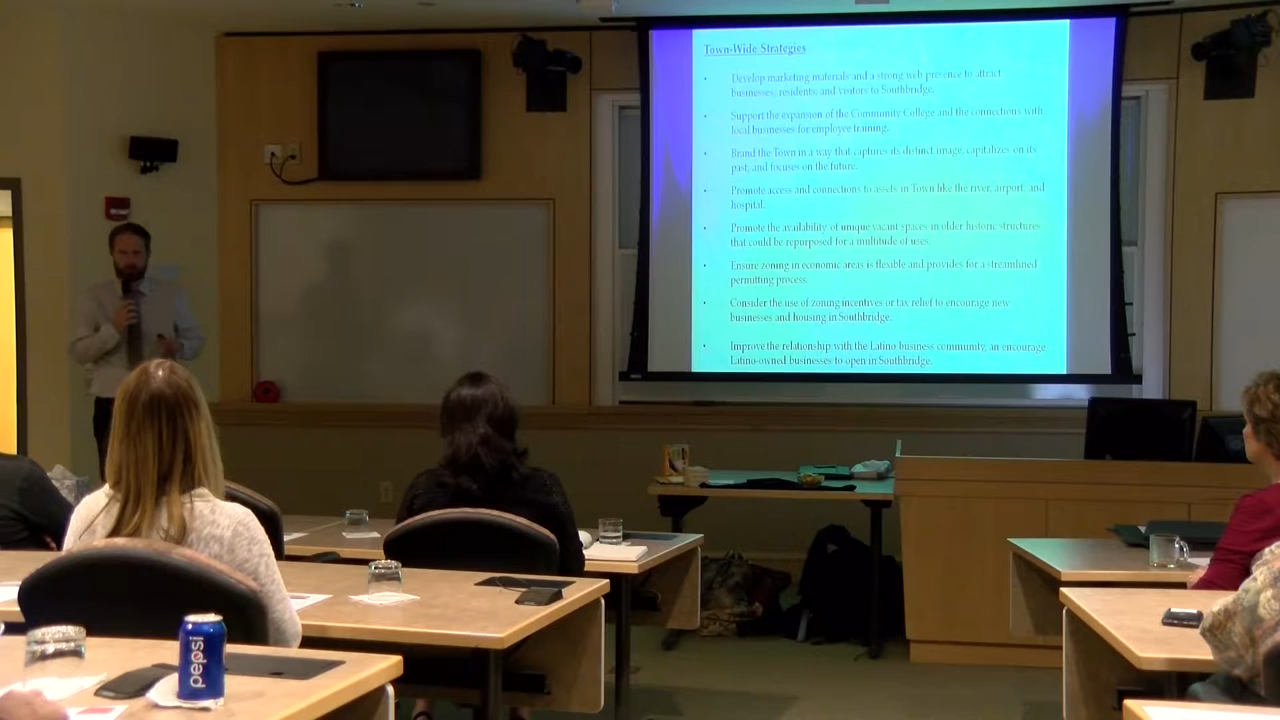 Town-Wide Strategies
• Develop marketing materials and a strong web presence to attract
businesses, residents, and visitors to Southbridge.
• Support the expansion of the Community College and the connections with
local businesses for employee training.
• Brand the Town in a way that captures its distinct image, capitalizes on its
past, and focuses on the future.
• Promote access and connections to assets in Town like the river, airport, and
hospital.
• Promote the availability of unique vacant spaces in older historic structures
that could be repurposed for a multitude of uses.
• Ensure zoning in economic areas is flexible and provides for a streamlined
permitting process.
• Consider the use of zoning incentives or tax relief to encourage new
businesses and housing in Southbridge.
• Improve the relationship with the Latino business community, an encourage
Latino-owned businesses to open in Southbridge.
pepsi